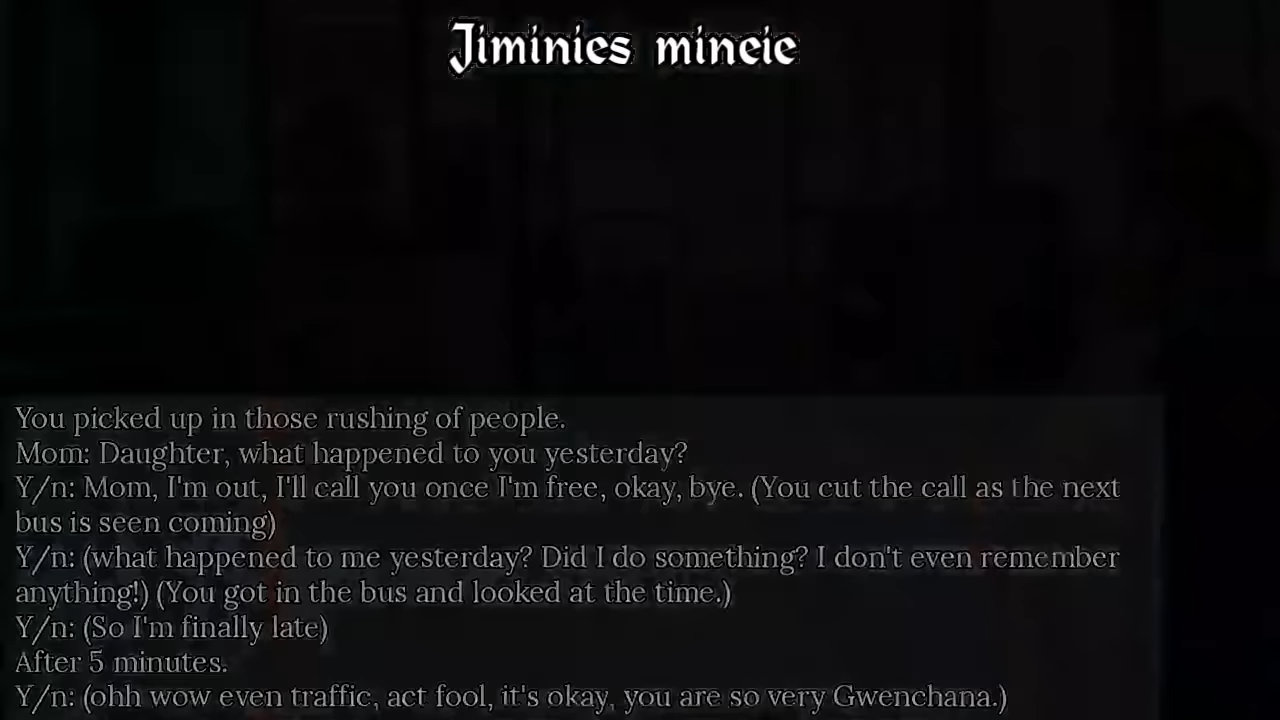 Jiminies mincie
You picked up in those rushing of people.
Mom: Daughter, what happened to you yesterday?
Y/n: Mom, I'm out, I'll call you once I'm free, okay, bye. (You cut the call as the next
bus is seen coming)
Y/n: (what happened to me yesterday? Did I do something? I don't even remember
anything!) (You got in the bus and looked at the time.)
Y/n: (So I'm finally late)
After 5 minutes.
Y/n: (ohh wow even traffic, act fool, it's okay, you are so very Gwenchana.)